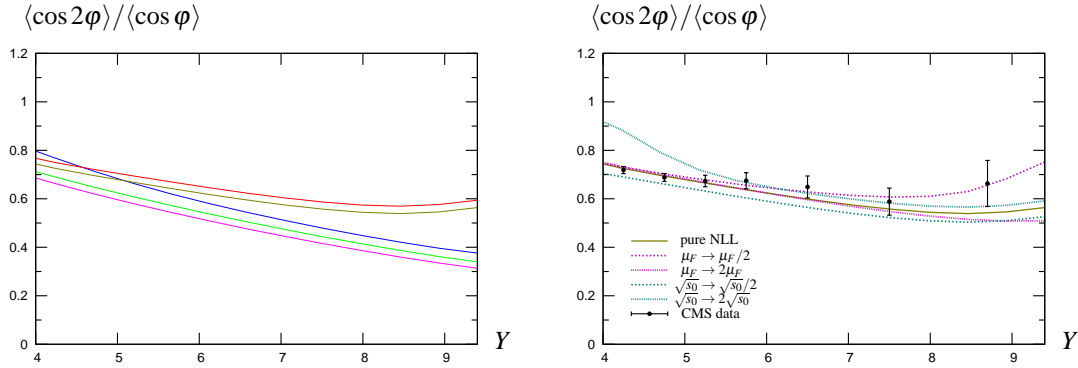 ⟨cos 2φ⟩/⟨cos φ⟩
1.2
1
0.8
0.6
0.4
0.2
0
4 5 6 7 8 9
Y
⟨cos 2φ⟩/⟨cos φ⟩
1.2
1
0.8
0.6
0.4
0.2
0
pure NLL
μ_F → μ_F/2
μ_F → 2μ_F
√s₀ → √s₀/2
√s₀ → 2√s₀
CMS data
4 5 6 7 8 9
Y